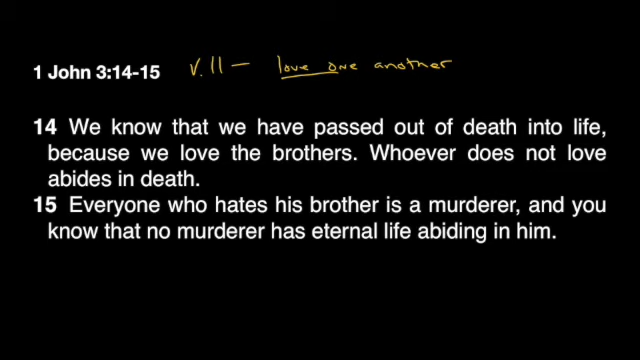 1 John 3:14-15 v. 11 — love one another
14 We know that we have passed out of death into life,
because we love the brothers. Whoever does not love
abides in death.
15 Everyone who hates his brother is a murderer, and you
know that no murderer has eternal life abiding in him.